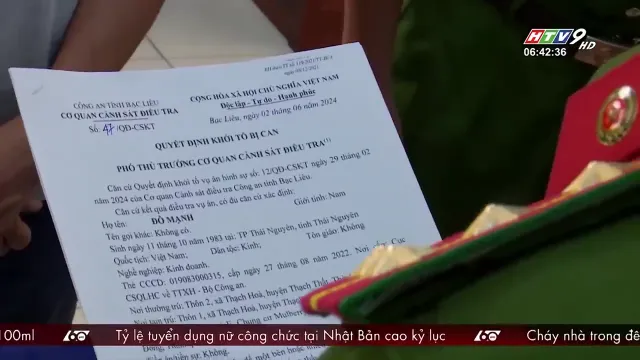 HTV9 HD
06:42:36
CÔNG AN TỈNH BẠC LIÊU
CƠ QUAN CẢNH SÁT ĐIỀU TRA
Số: 47/QĐ-CSKT
CỘNG HÒA XÃ HỘI CHỦ NGHĨA VIỆT NAM
Độc lập - Tự do - Hạnh phúc
Bạc Liêu, ngày 02 tháng 06 năm 2024
QUYẾT ĐỊNH KHỞI TỐ BỊ CAN
PHÓ THỦ TRƯỞNG CƠ QUAN CẢNH SÁT ĐIỀU TRA(1)
Căn cứ Quyết định khởi tố vụ án hình sự số: 12/QĐ-CSKT ngày 29 tháng 02
năm 2024 của Cơ quan Cảnh sát điều tra Công an tỉnh Bạc Liêu.
Căn cứ kết quả điều tra vụ án, có đủ căn cứ xác định:
Họ tên: ĐỖ MẠNH Giới tính: Nam
Tên gọi khác: Không có.
Sinh ngày 11 tháng 10 năm 1983 tại: TP Thái Nguyên, tỉnh Thái Nguyên
Quốc tịch: Việt Nam; Dân tộc: Kinh; Tôn giáo: Không
Nghề nghiệp: Kinh doanh.
Thẻ CCCD: 019083000315, cấp ngày 27 tháng 08 năm 2022. Nơi cấp: Cục
CSQLHC về TTXH - Bộ Công an.
Nơi thường trú: Thôn 2, xã Thạch Hoà, huyện Thạch Thất,
Nơi tạm trú: Thôn 1, xã Thạch Hoà, huyện Thạch
Chung cư
sự: Không.
100ml
Tỷ lệ tuyển dụng nữ công chức tại Nhật Bản cao kỷ lục
Cháy nhà trong đê